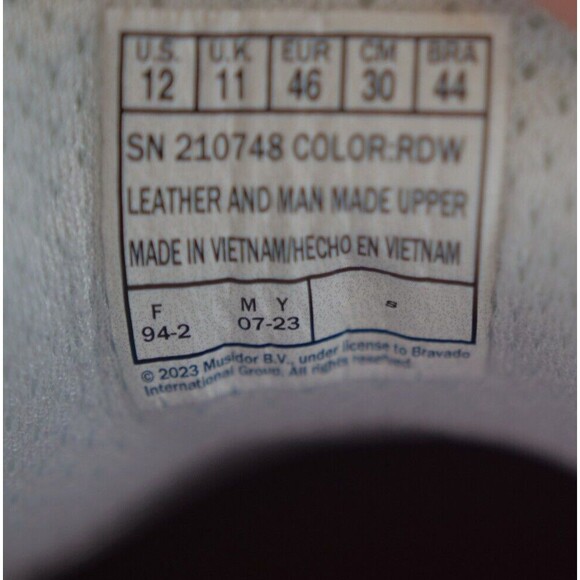 U.S. U.K. EUR CM BRA
12 11 46 30 44
SN 210748 COLOR:RDW
LEATHER AND MAN MADE UPPER
MADE IN VIETNAM/HECHO EN VIETNAM
F M Y s
94-2 07-23
© 2023 Musidor B.V., under license to Bravado
International Group. All rights reserved.